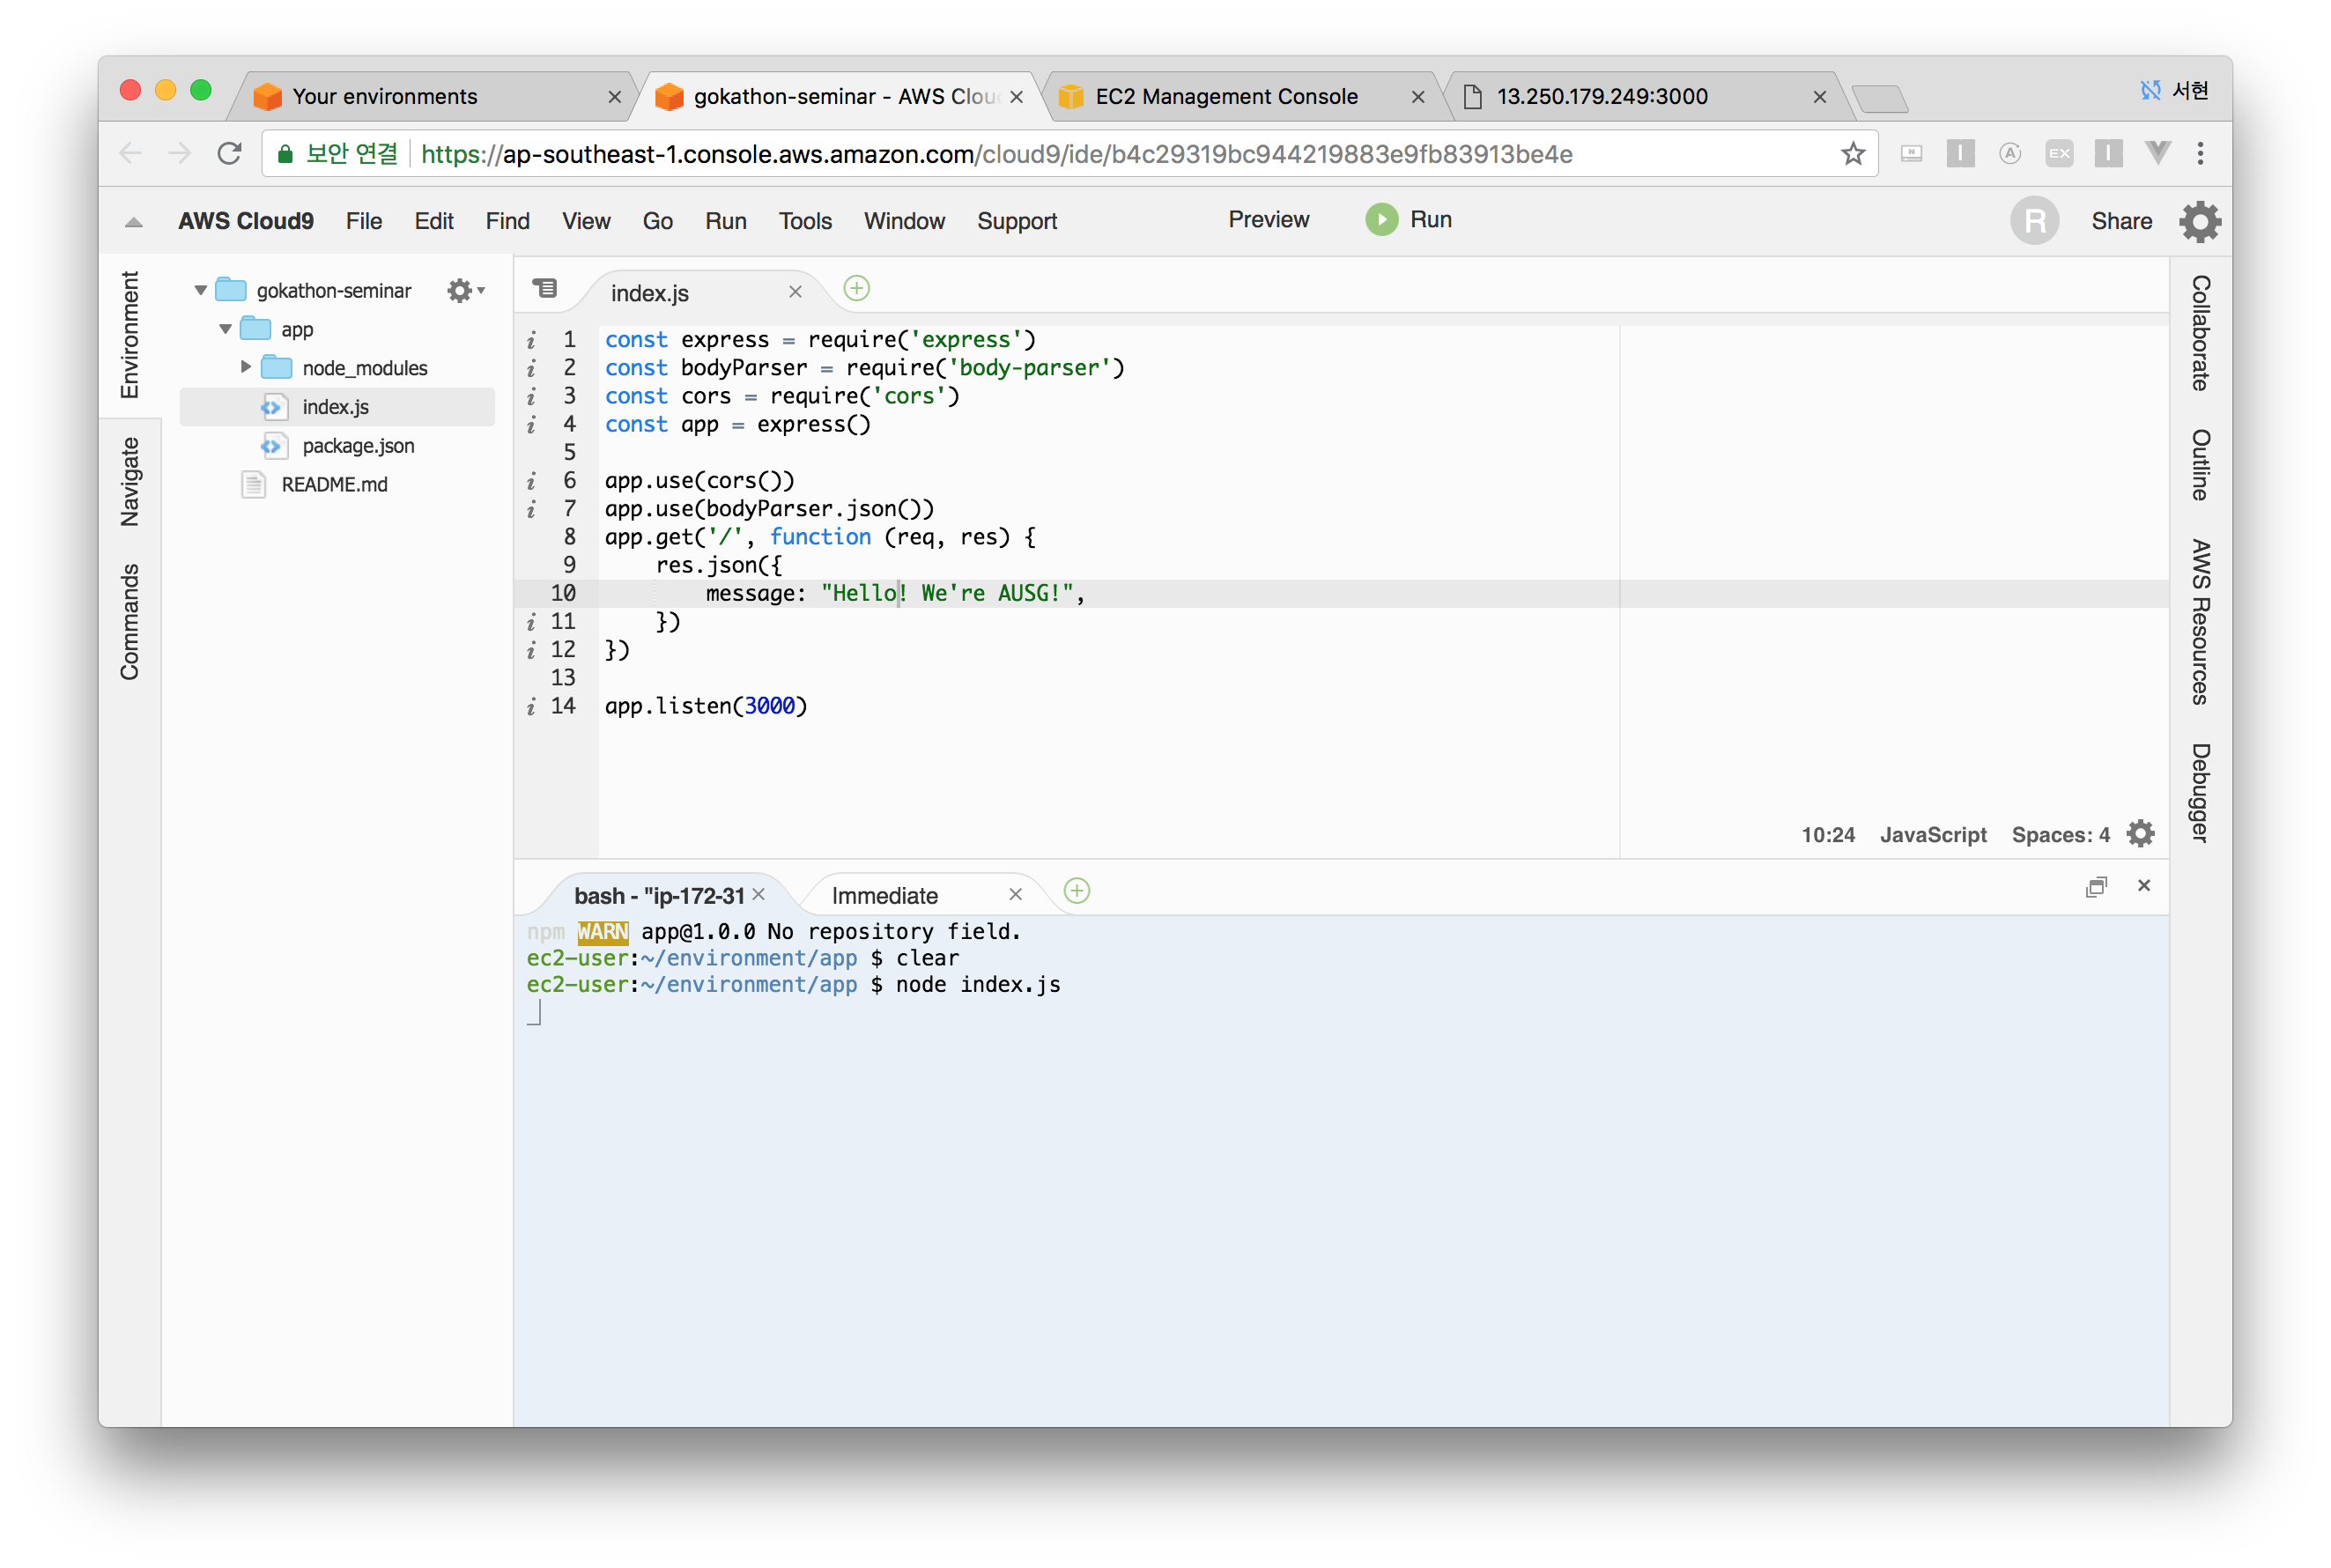 Your environments
gokathon-seminar - AWS Clou
EC2 Management Console
13.250.179.249:3000
서현
보안 연결
https://ap-southeast-1.console.aws.amazon.com/cloud9/ide/b4c29319bc944219883e9fb83913be4e
AWS Cloud9 File Edit Find View Go Run Tools Window Support Preview Run R Share
Environment
Navigate
Commands
gokathon-seminar
app
node_modules
index.js
package.json
README.md
index.js
1 const express = require('express')
2 const bodyParser = require('body-parser')
3 const cors = require('cors')
4 const app = express()
5
6 app.use(cors())
7 app.use(bodyParser.json())
8 app.get('/', function (req, res) {
9 res.json({
10 message: "Hello! We're AUSG!",
11 })
12 })
13
14 app.listen(3000)
10:24 JavaScript Spaces: 4
Collaborate
Outline
AWS Resources
Debugger
bash - "ip-172-31
Immediate
npm WARN app@1.0.0 No repository field.
ec2-user:~/environment/app $ clear
ec2-user:~/environment/app $ node index.js